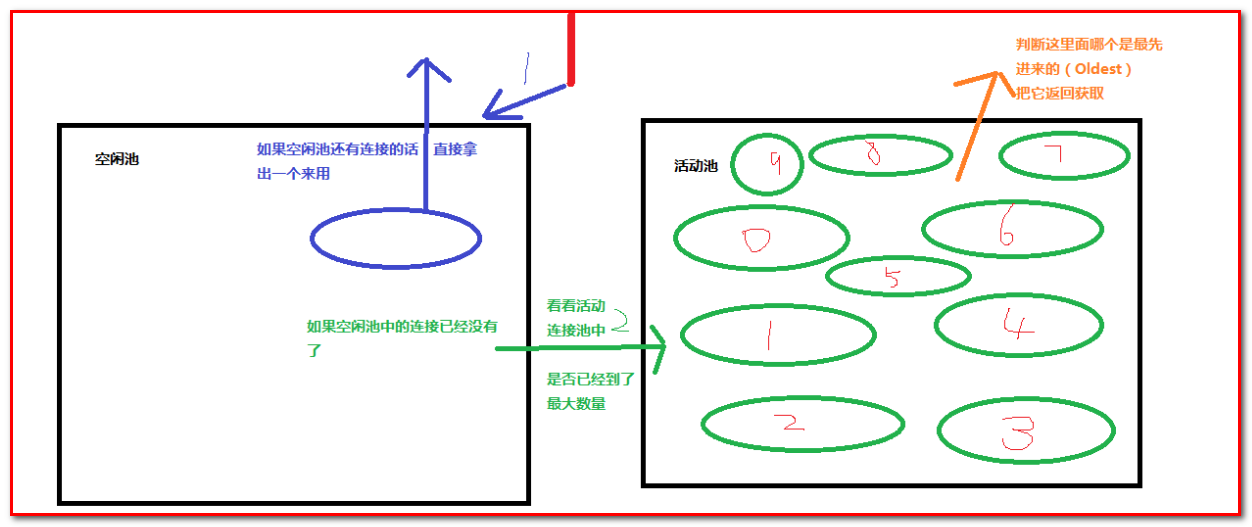 1
判断这里面哪个是最先
进来的（Oldest）
把它返回获取
空闲池
如果空闲池还有连接的话 直接拿
出一个来用
如果空闲池中的连接已经没有
了
看看活动
连接池中 2
是否已经到了
最大数量
活动池
9
8
7
0
6
5
1
4
2
3